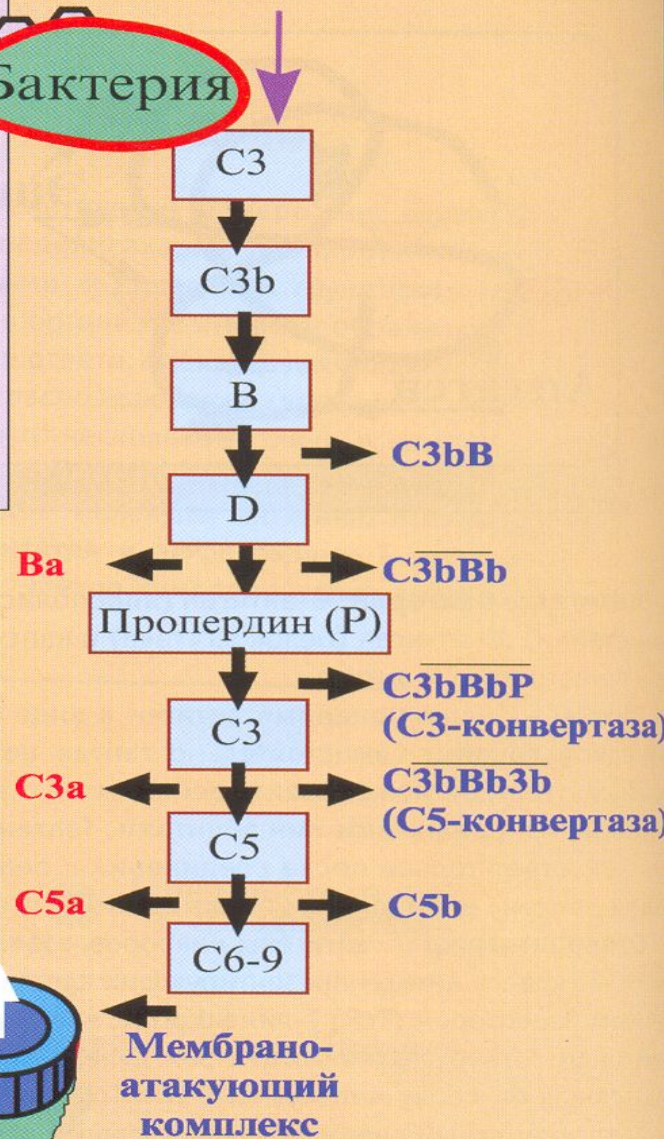 Бактерия
C3
C3b
B
C3bB
D
Ba
C3bBb
Пропердин (P)
C3bBbP
(C3-конвертаза)
C3
C3a
C3bBb3b
(C5-конвертаза)
C5
C5a
C5b
C6-9
Мембрано-
атакующий
комплекс